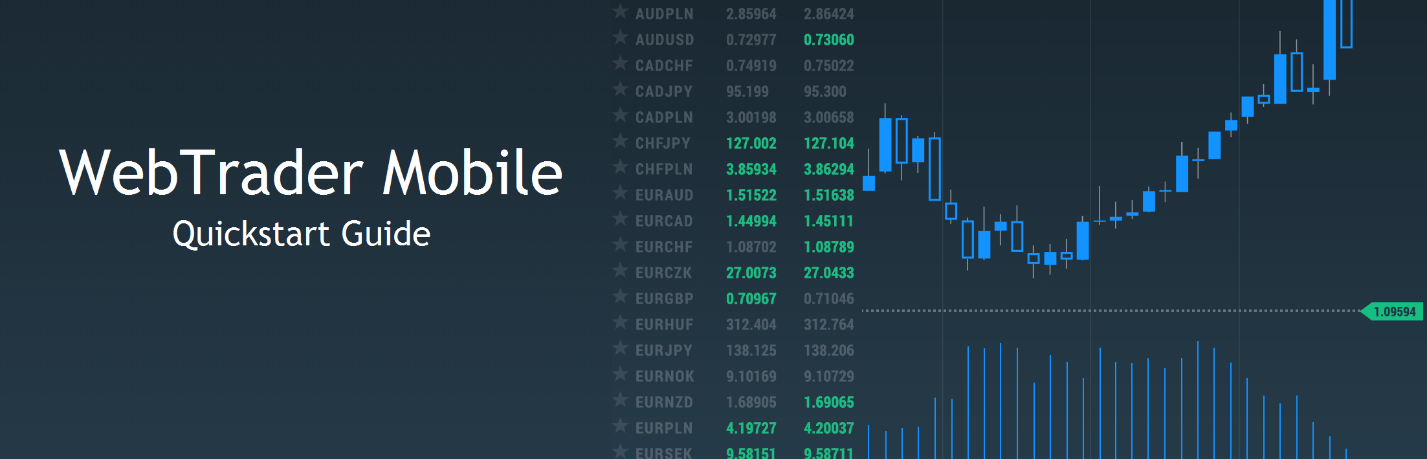 WebTrader Mobile
Quickstart Guide
AUDPLN 2.85964 2.86424
AUDUSD 0.72977 0.73060
CADCHF 0.74919 0.75022
CADJPY 95.199 95.300
CADPLN 3.00198 3.00658
CHFJPY 127.002 127.104
CHFPLN 3.85934 3.86294
EURAUD 1.51522 1.51638
EURCAD 1.44994 1.45111
EURCHF 1.08702 1.08789
EURCZK 27.0073 27.0433
EURGBP 0.70967 0.71046
EURHUF 312.404 312.764
EURJPY 138.125 138.206
EURNOK 9.10169 9.10729
EURNZD 1.68905 1.69065
EURPLN 4.19727 4.20037
EURSEK 9.58151 9.58711
1.09594